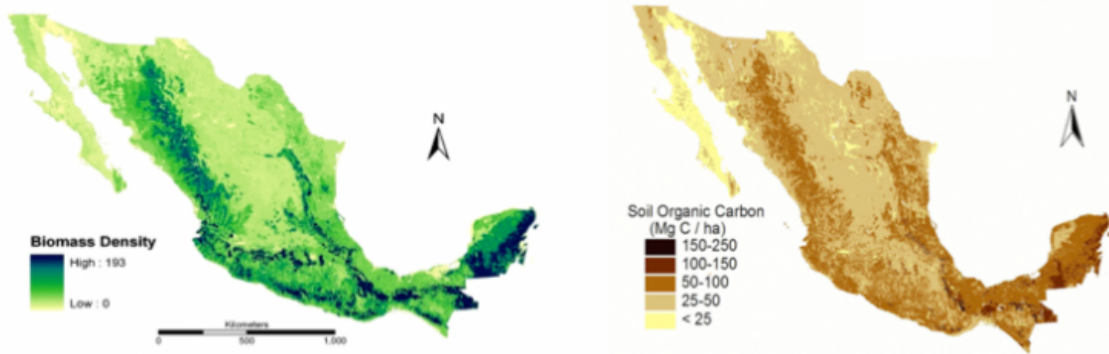 N
Biomass Density
High : 193
Low : 0
Kilometers
0 500 1,000
N
Soil Organic Carbon
(Mg C / ha)
150-250
100-150
50-100
25-50
< 25